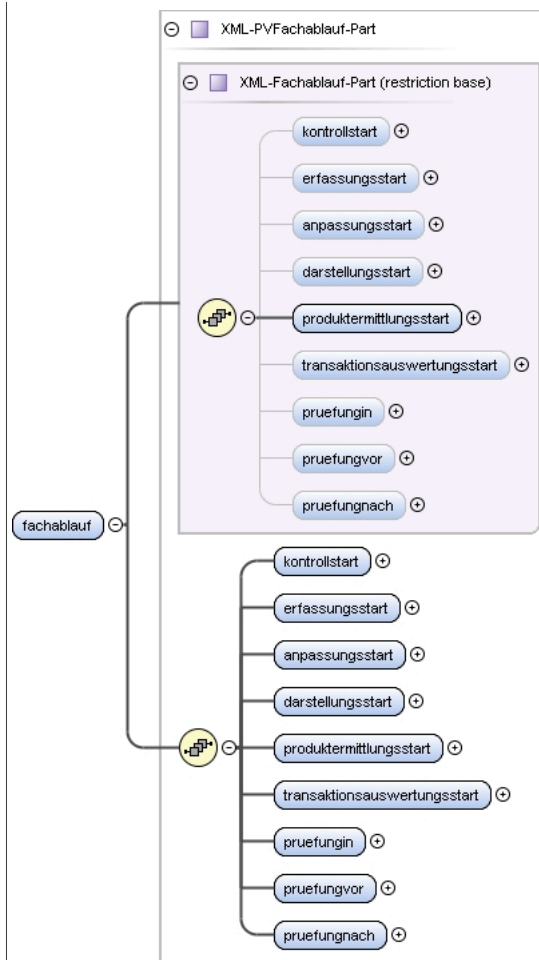 XML-PVFachablauf-Part
XML-Fachablauf-Part (restriction base)
kontrollstart
erfassungsstart
anpassungsstart
darstellungsstart
produktermittlungsstart
transaktionsauswertungsstart
pruefungin
pruefungvor
pruefungnach
fachablauf
kontrollstart
erfassungsstart
anpassungsstart
darstellungsstart
produktermittlungsstart
transaktionsauswertungsstart
pruefungin
pruefungvor
pruefungnach